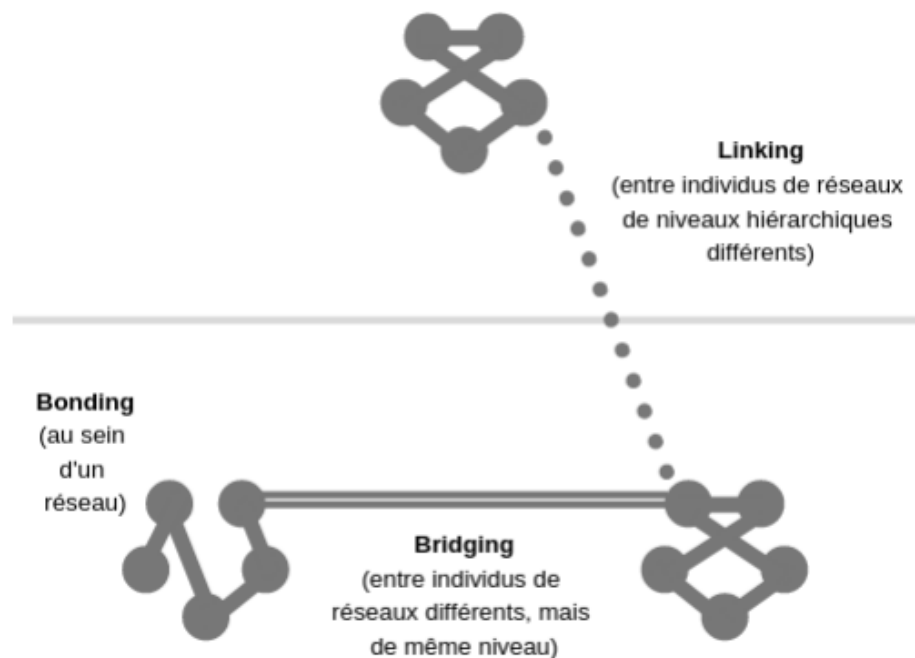 Linking
(entre individus de réseaux
de niveaux hiérarchiques
différents)
Bonding
(au sein
d'un
réseau)
Bridging
(entre individus de
réseaux différents, mais
de même niveau)